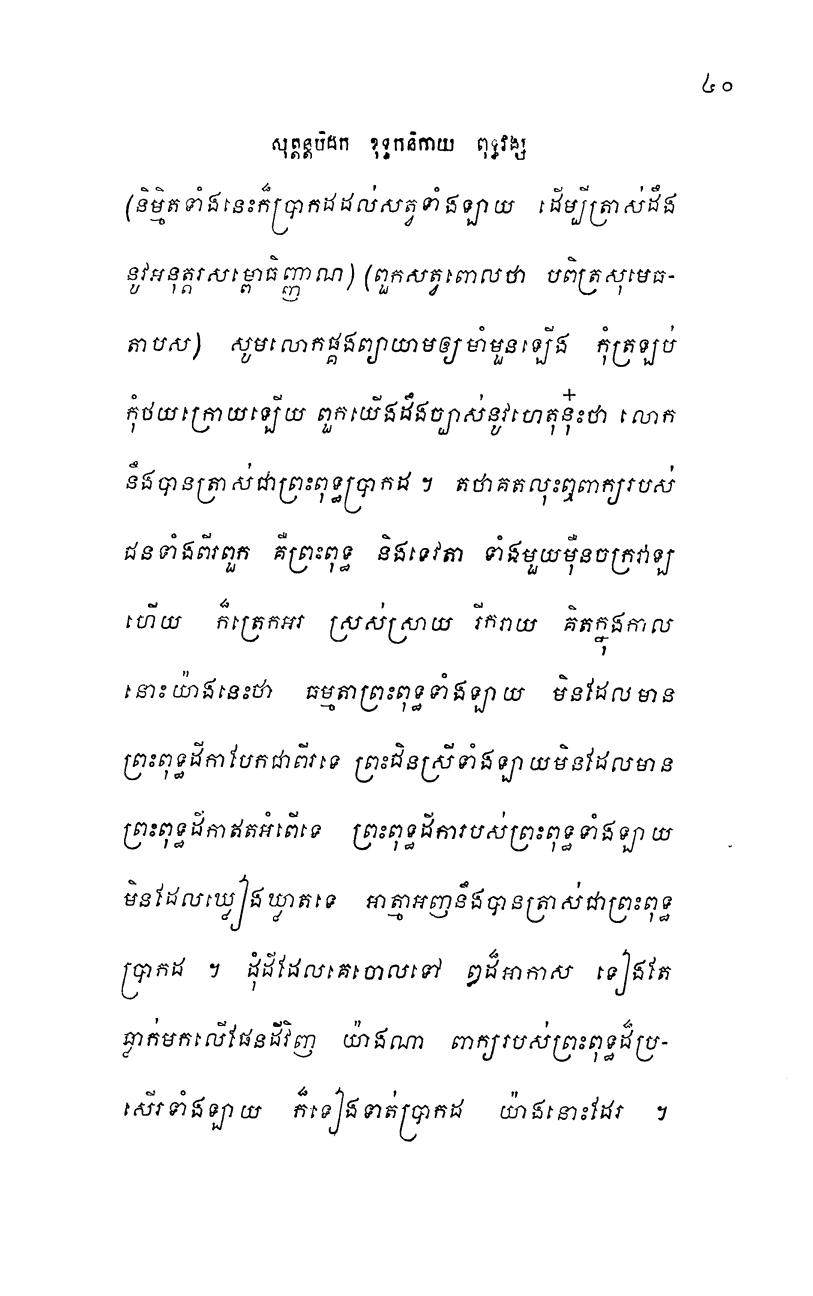 ៤០
សុត្តន្តបិដក ខុទ្ទកនិកាយ ពុទ្ធវង្ស
(និម្មិតទាំងនេះក៏ប្រាកដដល់សត្វទាំងឡាយ ដើម្បីត្រាស់ដឹង
នូវអនុត្តរសម្ពោធិញ្ញាណ) (ពួកសត្វពោលថា បពិត្រសុមេធ-
តាបស) សូមលោកផ្គងព្យាយាមឲ្យមាំមួនឡើង កុំត្រឡប់
កុំថយក្រោយឡើយ ពួកយើងដឹងច្បាស់នូវហេតុនុ៎ះថា លោក
នឹងបានត្រាស់ជាព្រះពុទ្ធប្រាកដ ។ តថាគតលុះឮពាក្យរបស់
ជនទាំងពីរពួក គឺព្រះពុទ្ធ និងទេវតា ទាំងមួយម៉ឺនចក្រវាឡ
ហើយ ក៏ត្រេកអរ ស្រស់ស្រាយ រីករាយ គិតក្នុងកាល
នោះយ៉ាងនេះថា ធម្មតាព្រះពុទ្ធទាំងឡាយ មិនដែលមាន
ព្រះពុទ្ធដីកាបែកជាពីរទេ ព្រះជិនស្រីទាំងឡាយមិនដែលមាន
ព្រះពុទ្ធដីកាឥតអំពើទេ ព្រះពុទ្ធដីការបស់ព្រះពុទ្ធទាំងឡាយ
មិនដែលឃ្លៀងឃ្លាតទេ អាត្មាអញនឹងបានត្រាស់ជាព្រះពុទ្ធ
ប្រាកដ ។ ដុំដីដែលគេបោលទៅ ឰដ៏អាកាស ទៀងតែ
ធ្លាក់មកលើផែនដីវិញ យ៉ាងណា ពាក្យរបស់ព្រះពុទ្ធដ៏ប្រ-
សើរទាំងឡាយ ក៏ទៀងទាត់ប្រាកដ យ៉ាងនោះដែរ ។